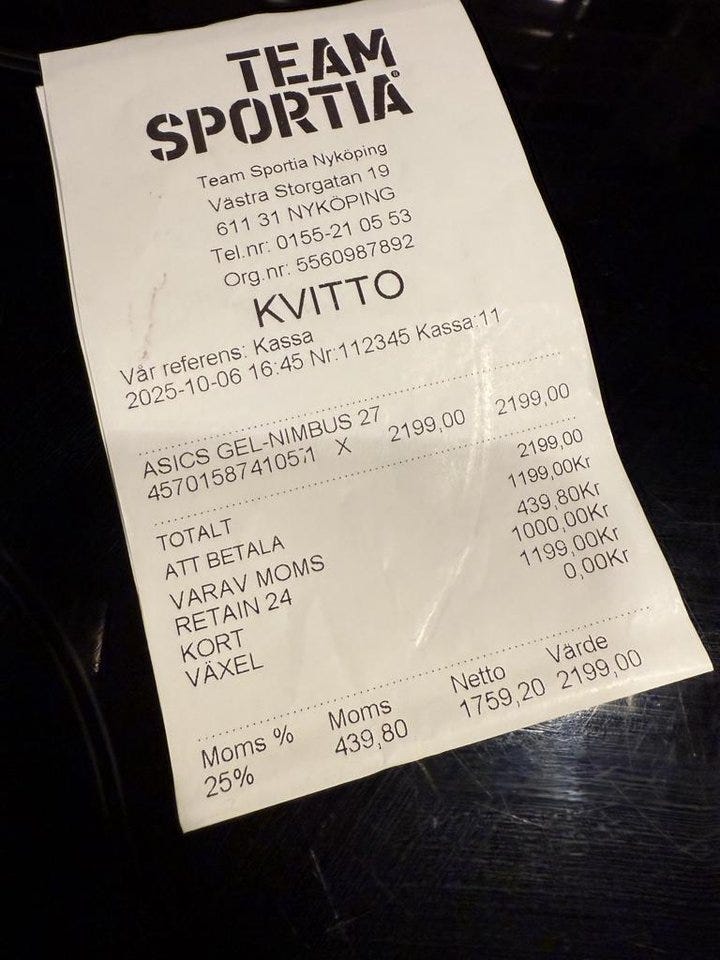 TEAM
SPORTIA®
Team Sportia Nyköping
Västra Storgatan 19
611 31 NYKÖPING
Tel.nr: 0155-21 05 53
Org.nr: 5560987892
KVITTO
Vår referens: Kassa
2025-10-06 16:45 Nr:112345 Kassa:11
ASICS GEL-NIMBUS 27
4570158741051 1 X 2199,00 2199,00
TOTALT 2199,00
ATT BETALA 1199,00Kr
VARAV MOMS 439,80Kr
RETAIN 24 1000,00Kr
KORT 1199,00Kr
VÄXEL 0,00Kr
Moms % Moms Netto Värde
25% 439,80 1759,20 2199,00